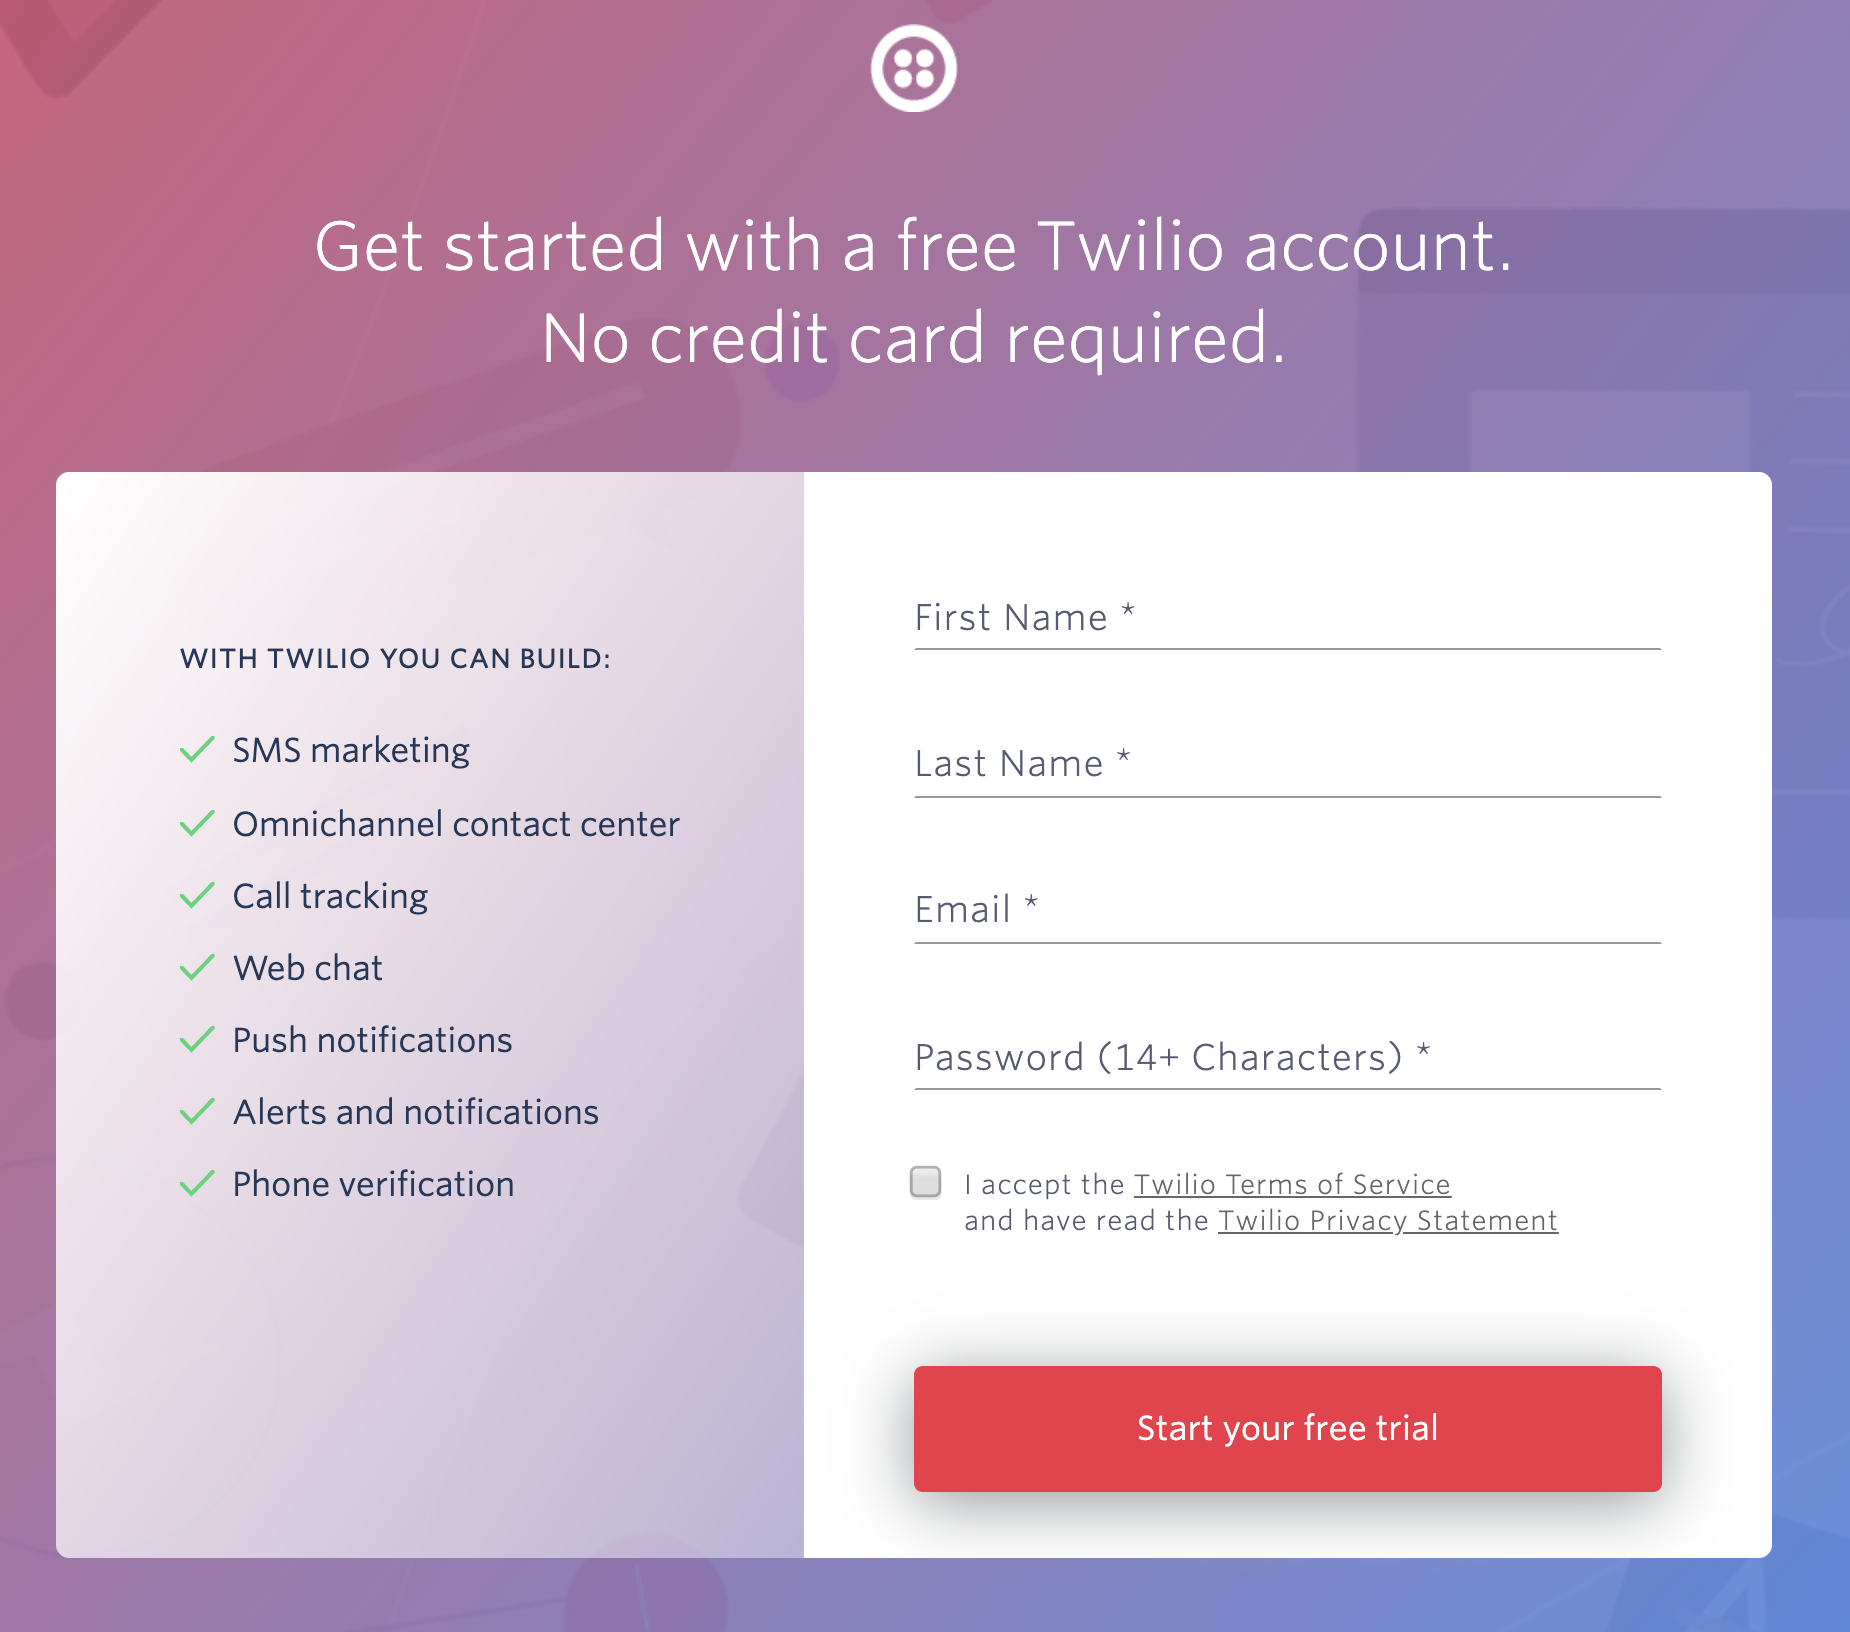 Get started with a free Twilio account.
No credit card required.
WITH TWILIO YOU CAN BUILD:
SMS marketing
Omnichannel contact center
Call tracking
Web chat
Push notifications
Alerts and notifications
Phone verification
First Name *
Last Name *
Email *
Password (14+ Characters) *
I accept the Twilio Terms of Service
and have read the Twilio Privacy Statement
Start your free trial